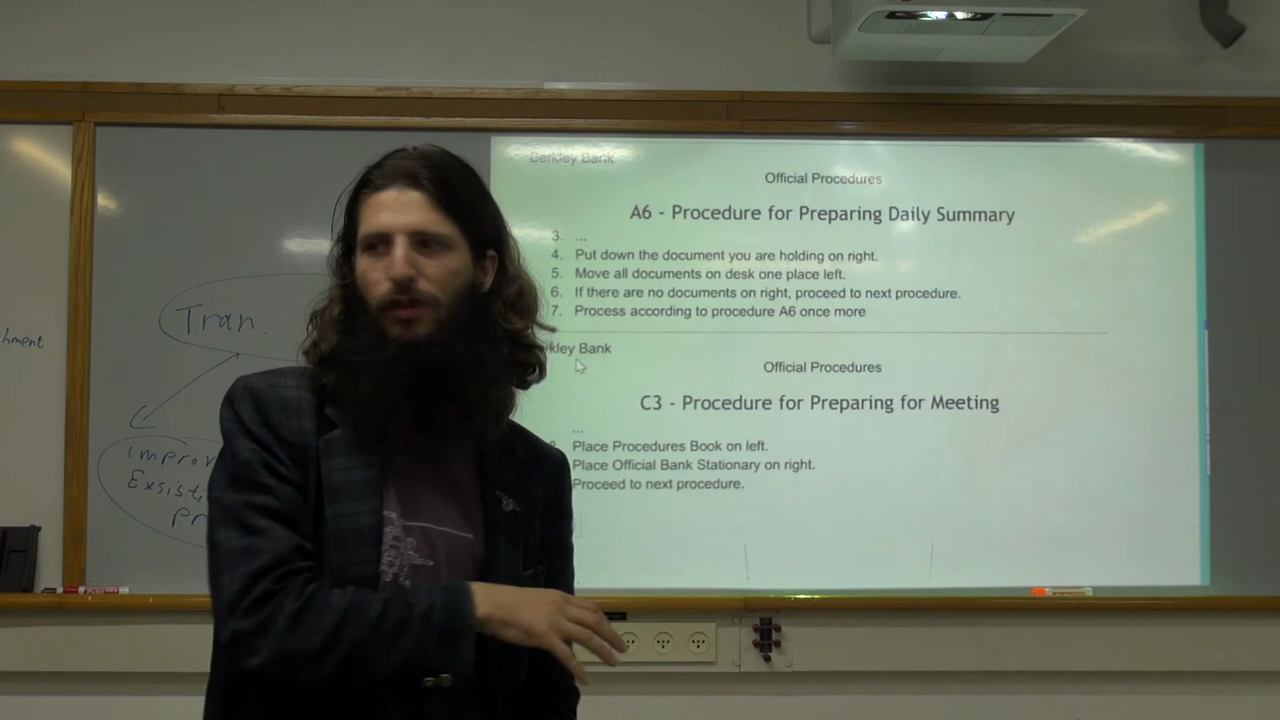 Berkley Bank
Official Procedures
A6 - Procedure for Preparing Daily Summary
3. ...
4. Put down the document you are holding on right.
5. Move all documents on desk one place left.
6. If there are no documents on right, proceed to next procedure.
7. Process according to procedure A6 once more
kley Bank
Official Procedures
C3 - Procedure for Preparing for Meeting
...
Place Procedures Book on left.
Place Official Bank Stationary on right.
Proceed to next procedure.
Tran.
hment
Improv
Exsisti
pr